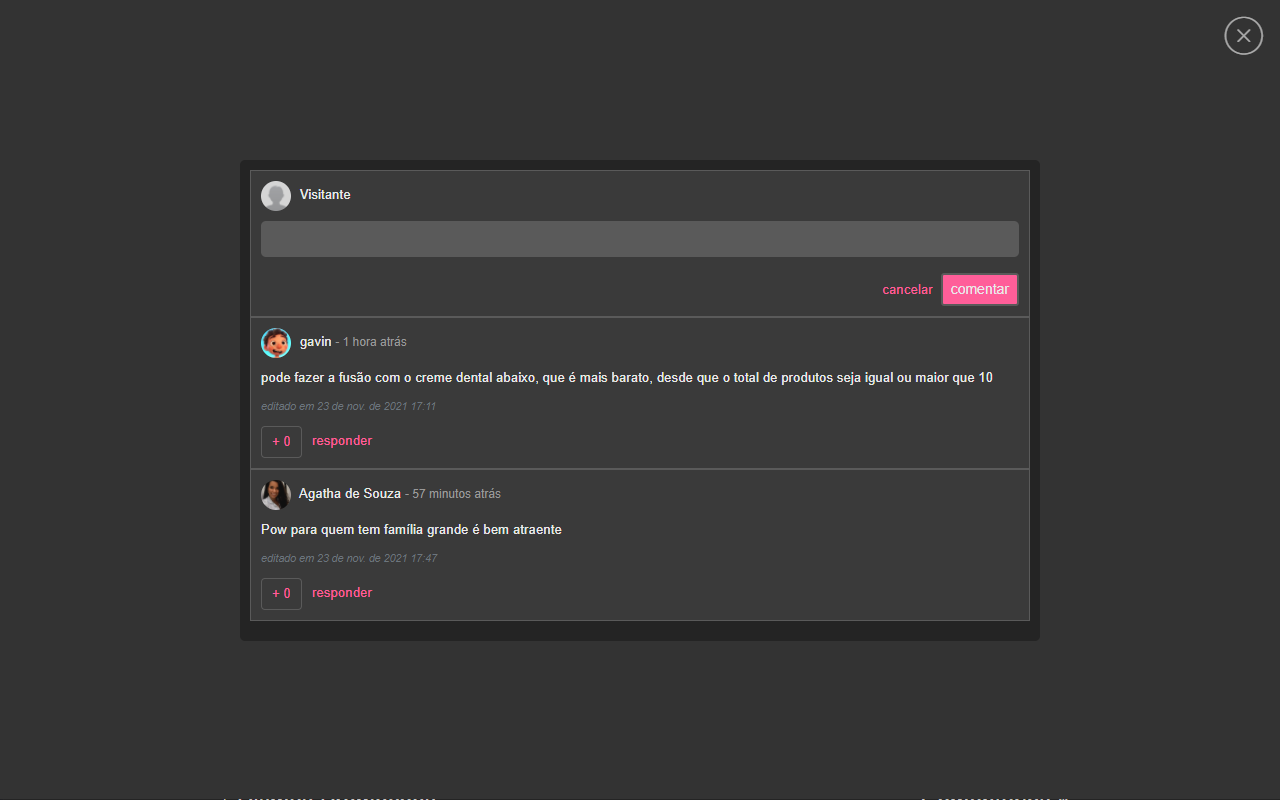 Visitante
cancelar comentar
gavin - 1 hora atrás
pode fazer a fusão com o creme dental abaixo, que é mais barato, desde que o total de produtos seja igual ou maior que 10
editado em 23 de nov. de 2021 17:11
+ 0 responder
Agatha de Souza - 57 minutos atrás
Pow para quem tem família grande é bem atraente
editado em 23 de nov. de 2021 17:47
+ 0 responder